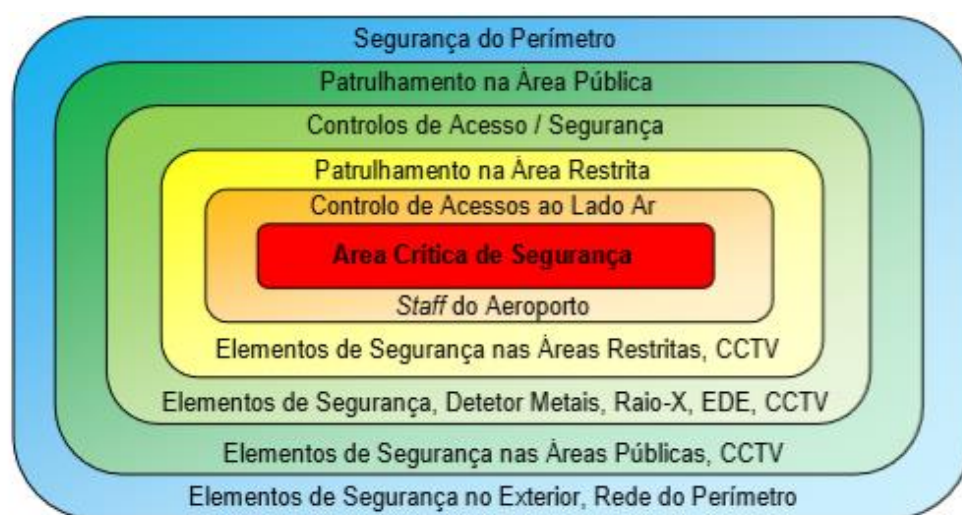 Segurança do Perímetro
Patrulhamento na Área Pública
Controlos de Acesso / Segurança
Patrulhamento na Área Restrita
Controlo de Acessos ao Lado Ar
Area Crítica de Segurança
Staff do Aeroporto
Elementos de Segurança nas Áreas Restritas, CCTV
Elementos de Segurança, Detetor Metais, Raio-X, EDE, CCTV
Elementos de Segurança nas Áreas Públicas, CCTV
Elementos de Segurança no Exterior, Rede do Perímetro